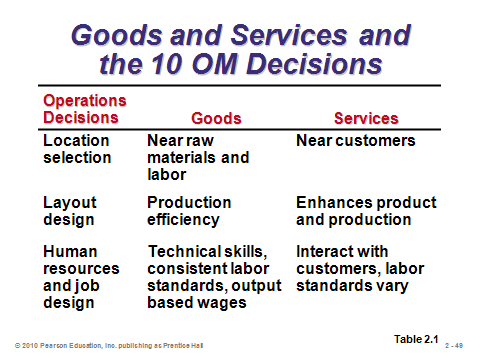 Goods and Services and
the 10 OM Decisions
Operations
Decisions Goods Services
Location Near raw Near customers
selection materials and
labor
Layout Production Enhances product
design efficiency and production
Human Technical skills, Interact with
resources consistent labor customers, labor
and job standards, output standards vary
design based wages
Table 2.1
© 2010 Pearson Education, Inc. publishing as Prentice Hall 2 - 49